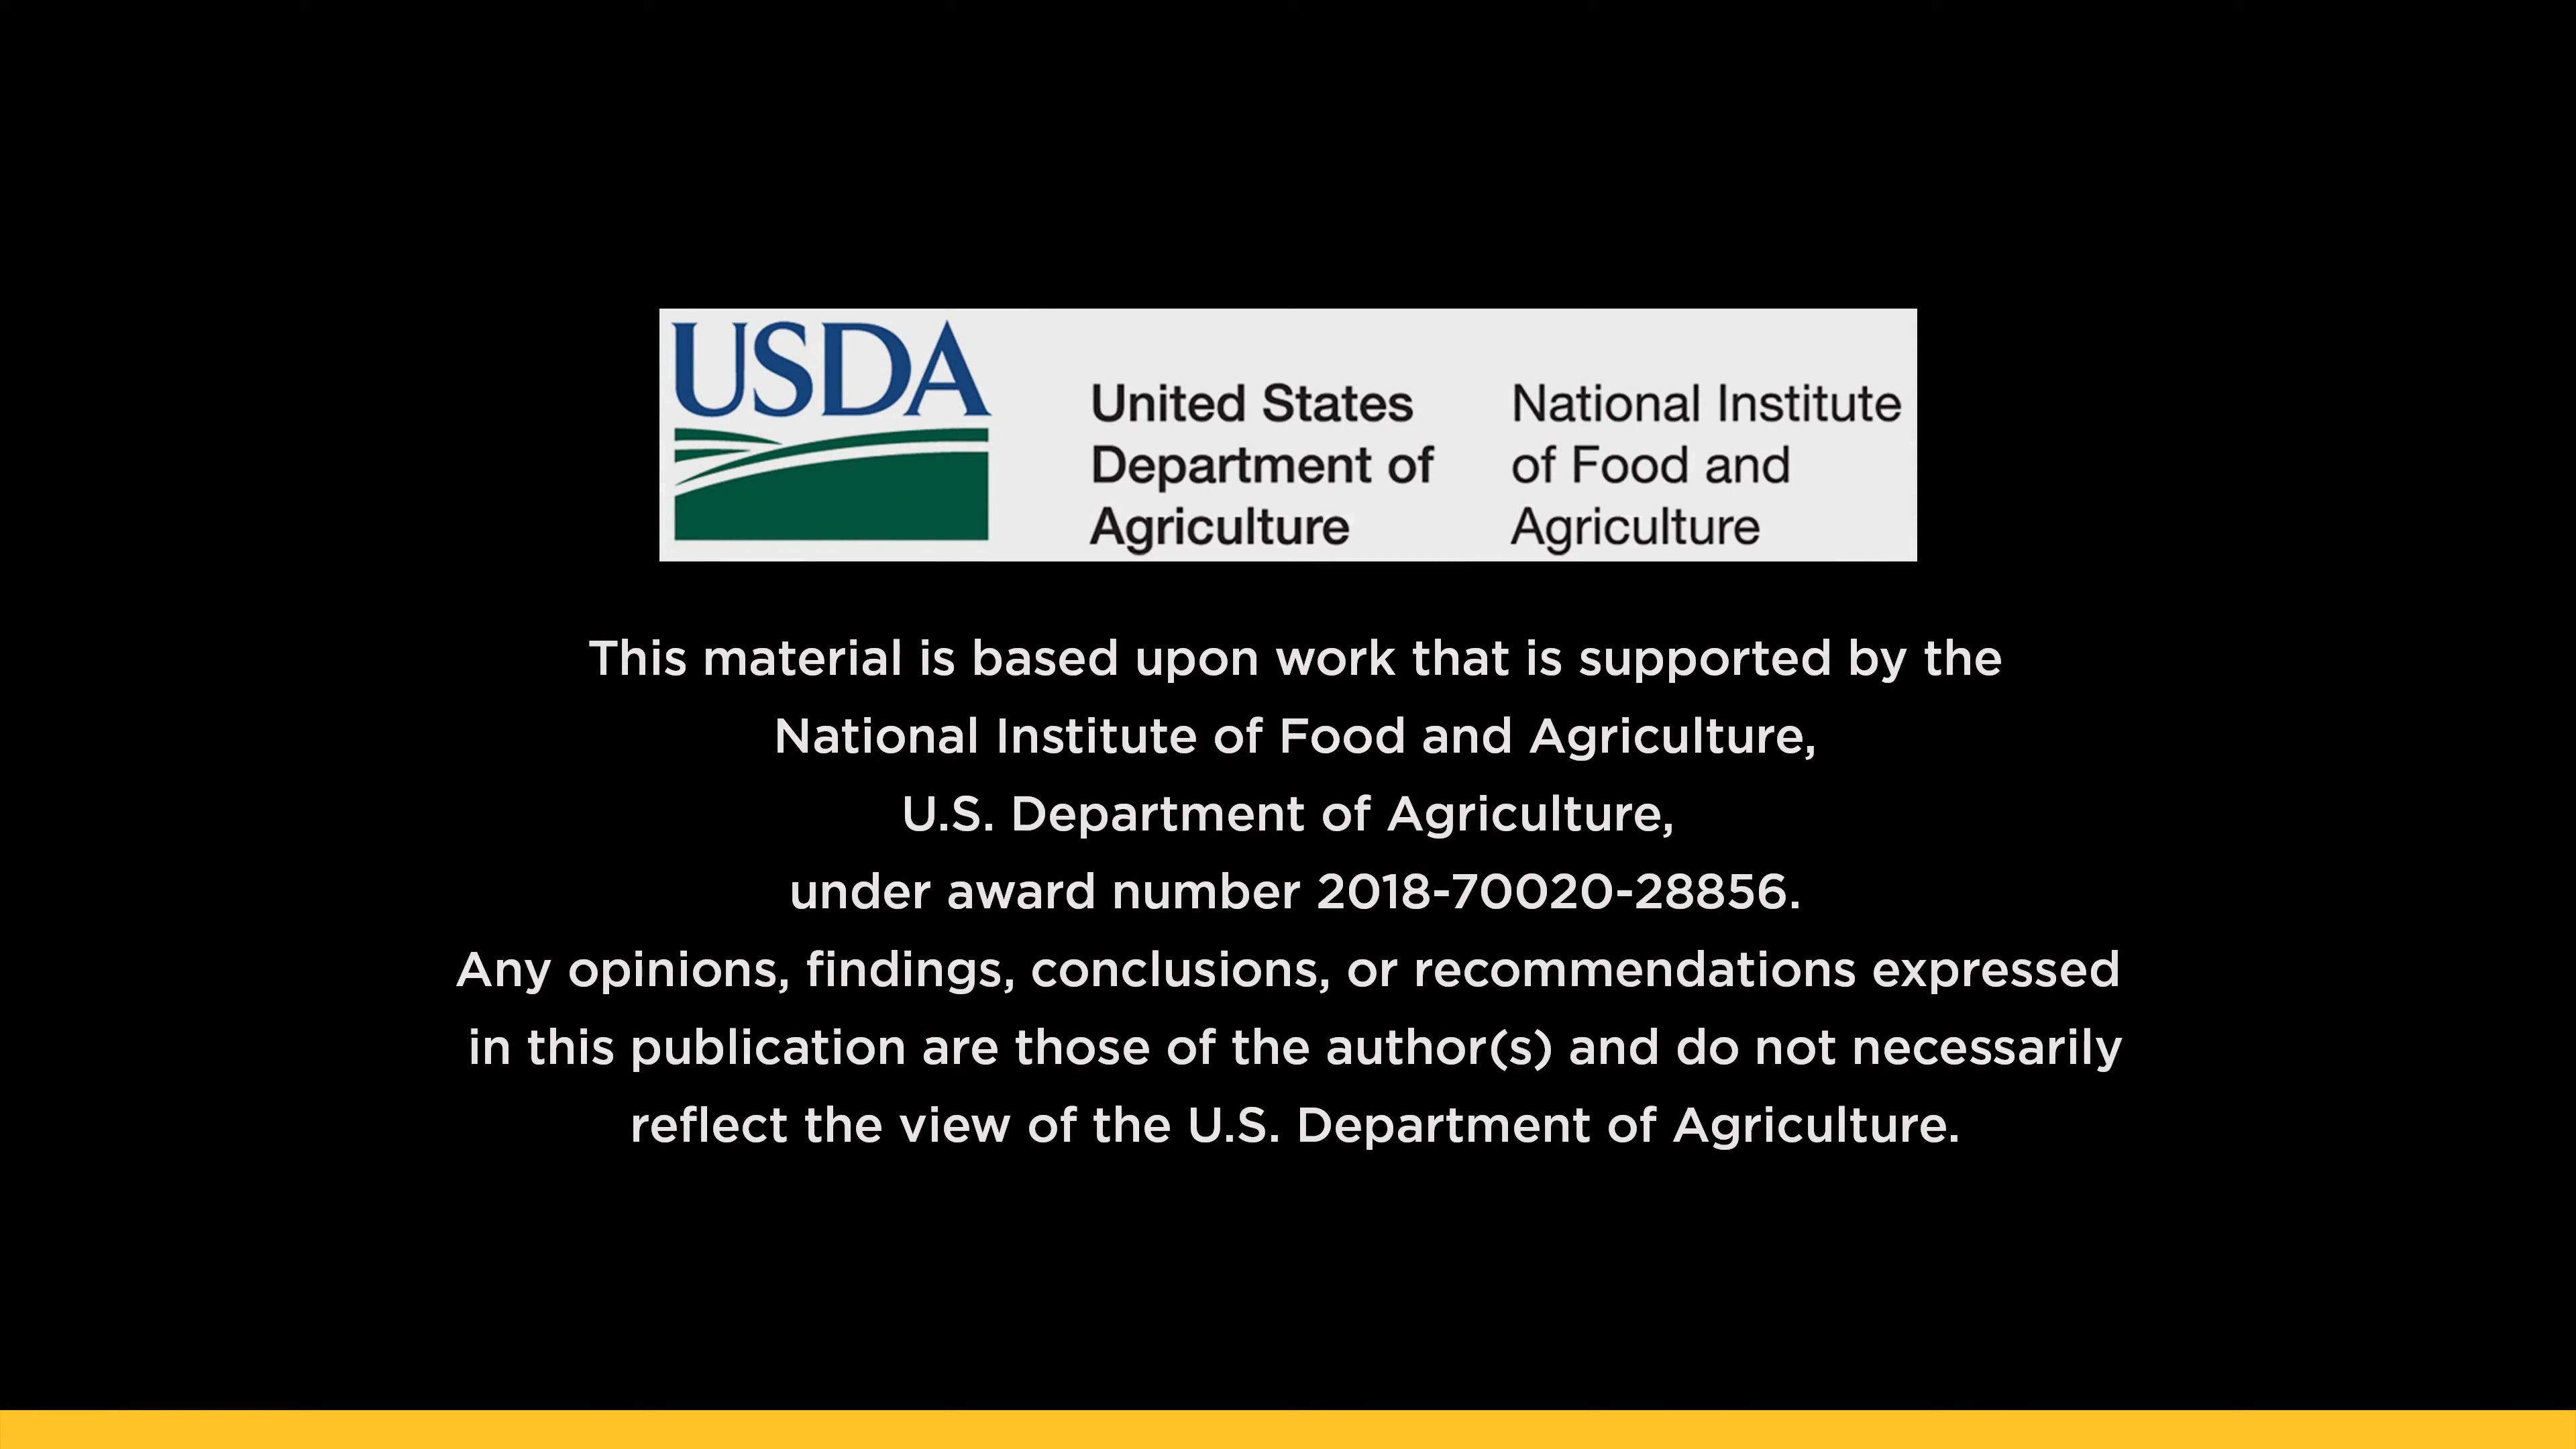 USDA
United States
Department of
Agriculture
National Institute
of Food and
Agriculture
This material is based upon work that is supported by the
National Institute of Food and Agriculture,
U.S. Department of Agriculture,
under award number 2018-70020-28856.
Any opinions, findings, conclusions, or recommendations expressed
in this publication are those of the author(s) and do not necessarily
reflect the view of the U.S. Department of Agriculture.